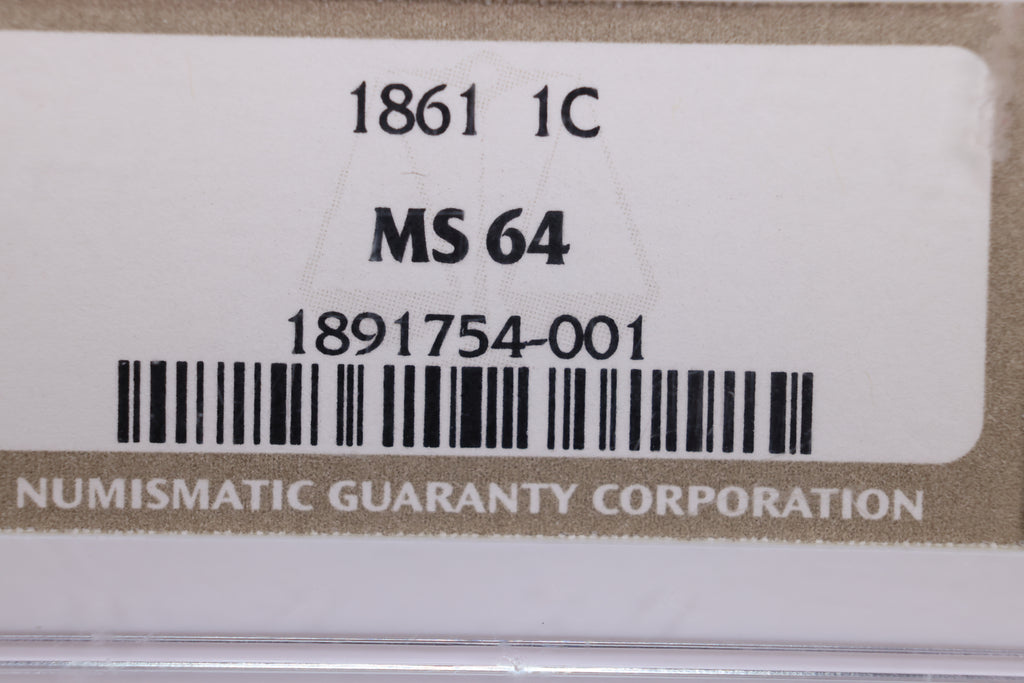 1861 1C
MS 64
1891754-001
NUMISMATIC GUARANTY CORPORATION